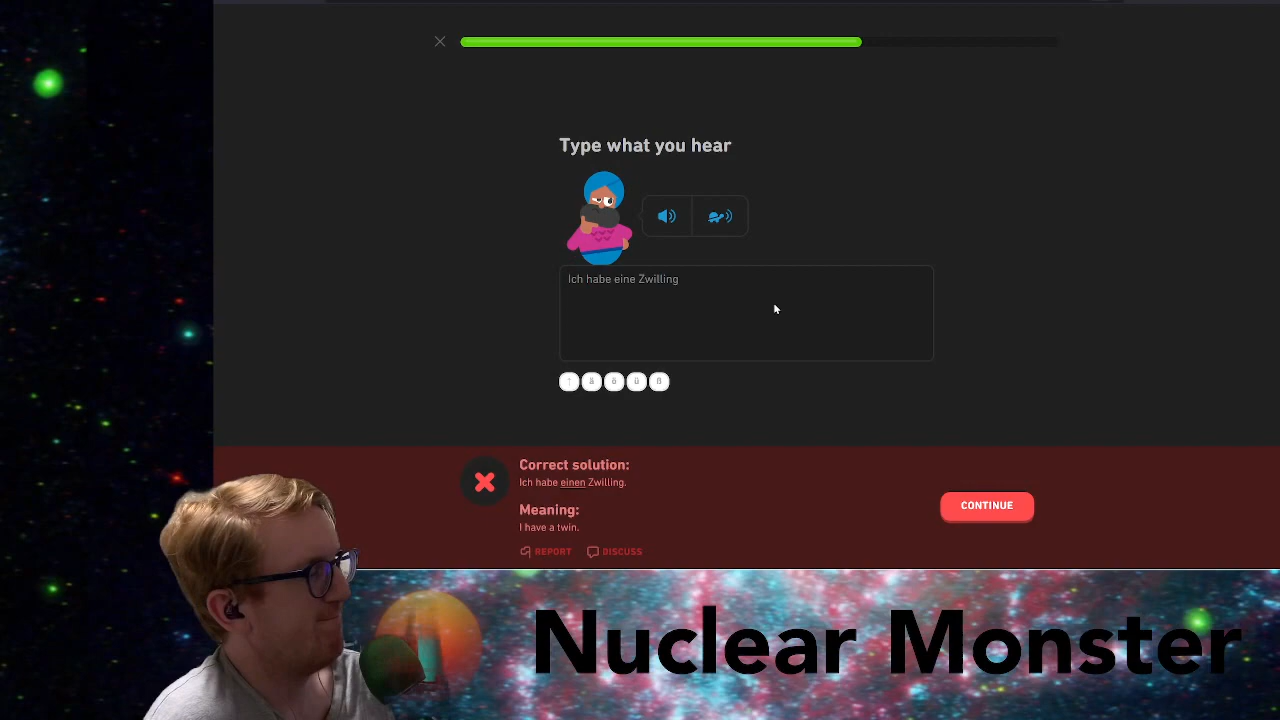 Type what you hear
Ich habe eine Zwilling
↑ ä ö ü ß
Correct solution:
Ich habe einen Zwilling.
Meaning:
I have a twin.
REPORT DISCUSS
CONTINUE
Nuclear Monster